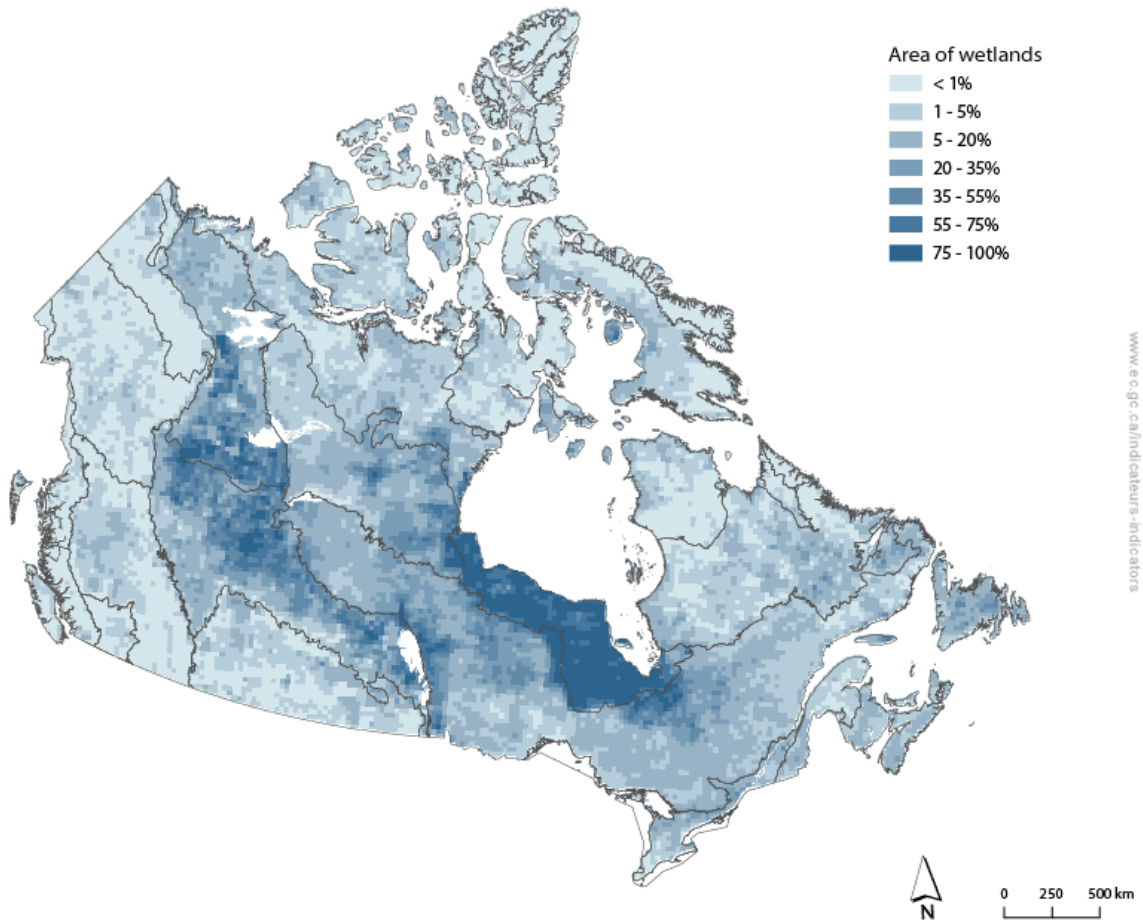 Area of wetlands
< 1%
1 - 5%
5 - 20%
20 - 35%
35 - 55%
55 - 75%
75 - 100%
www.ec.gc.ca/indicateurs-indicators
N
0 250 500 km